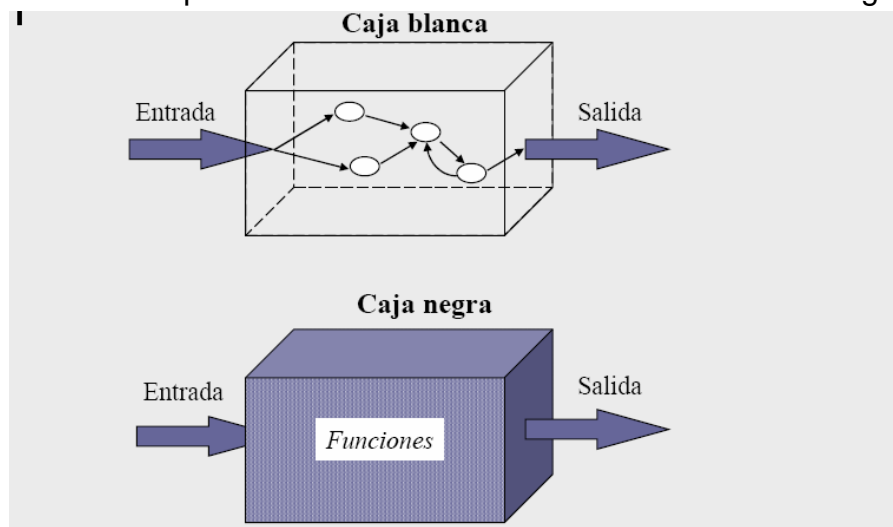 Caja blanca
Entrada
Salida
Caja negra
Entrada
Salida
Funciones